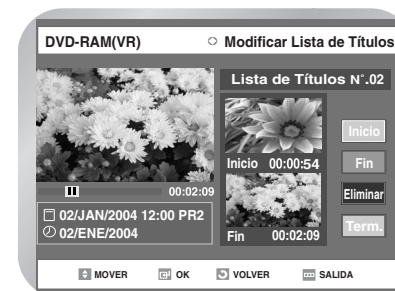 DVD-RAM(VR)
Modificar Lista de Títulos
Lista de Títulos N°.02
Inicio 00:00:54
Fin 00:02:09
Inicio
Fin
Eliminar
Term.
00:02:09
02/JAN/2004 12:00 PR2
02/ENE/2004
MOVER OK VOLVER SALIDA